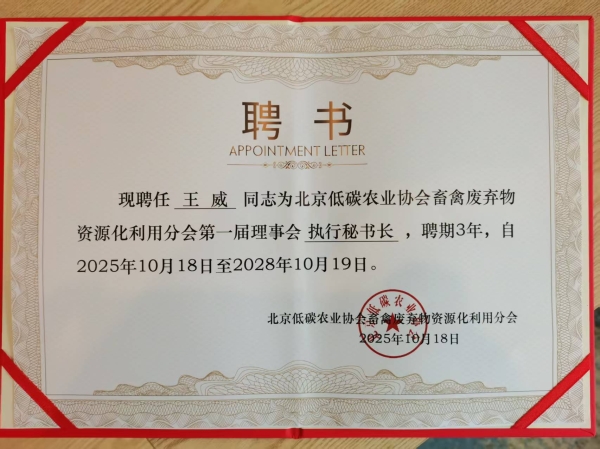 聘书
APPOINTMENT LETTER
现聘任 王 威 同志为北京低碳农业协会畜禽废弃物
资源化利用分会第一届理事会 执行秘书长 ，聘期3年，自
2025年10月18日至2028年10月19日。
北京低碳农业协会畜禽废弃物资源化利用分会
2025年10月18日